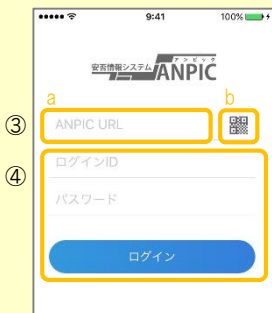 9:41 100%
アンピック
安否情報システム ANPIC
a b
③ ANPIC URL
④ ログインID
パスワード
ログイン